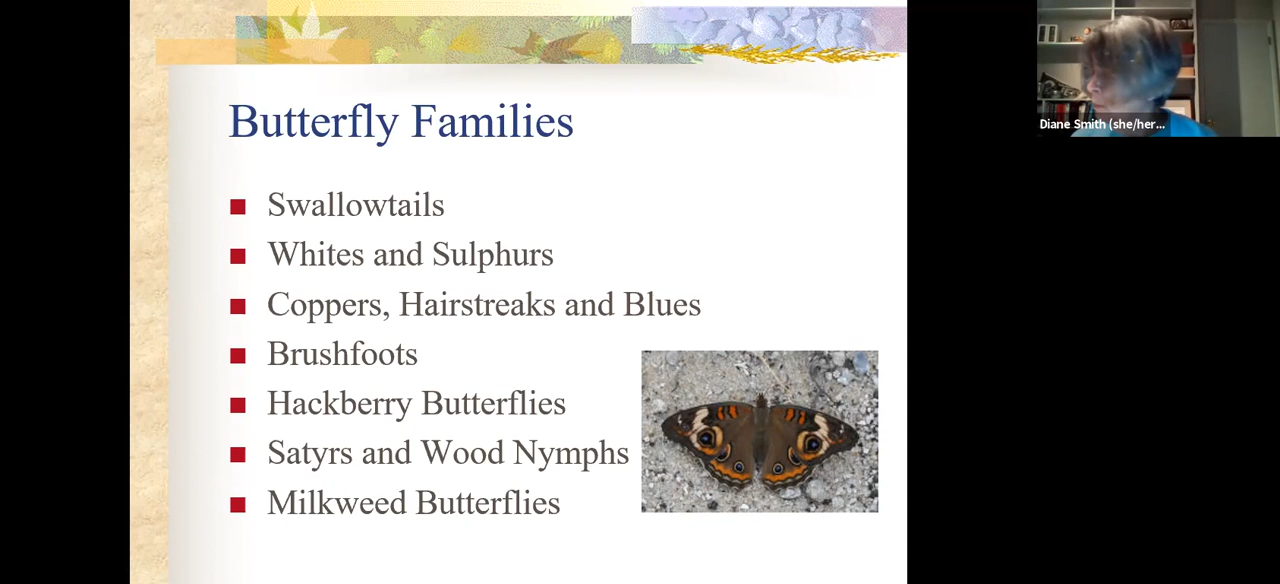 Butterfly Families
Swallowtails
Whites and Sulphurs
Coppers, Hairstreaks and Blues
Brushfoots
Hackberry Butterflies
Satyrs and Wood Nymphs
Milkweed Butterflies
Diane Smith (she/her...